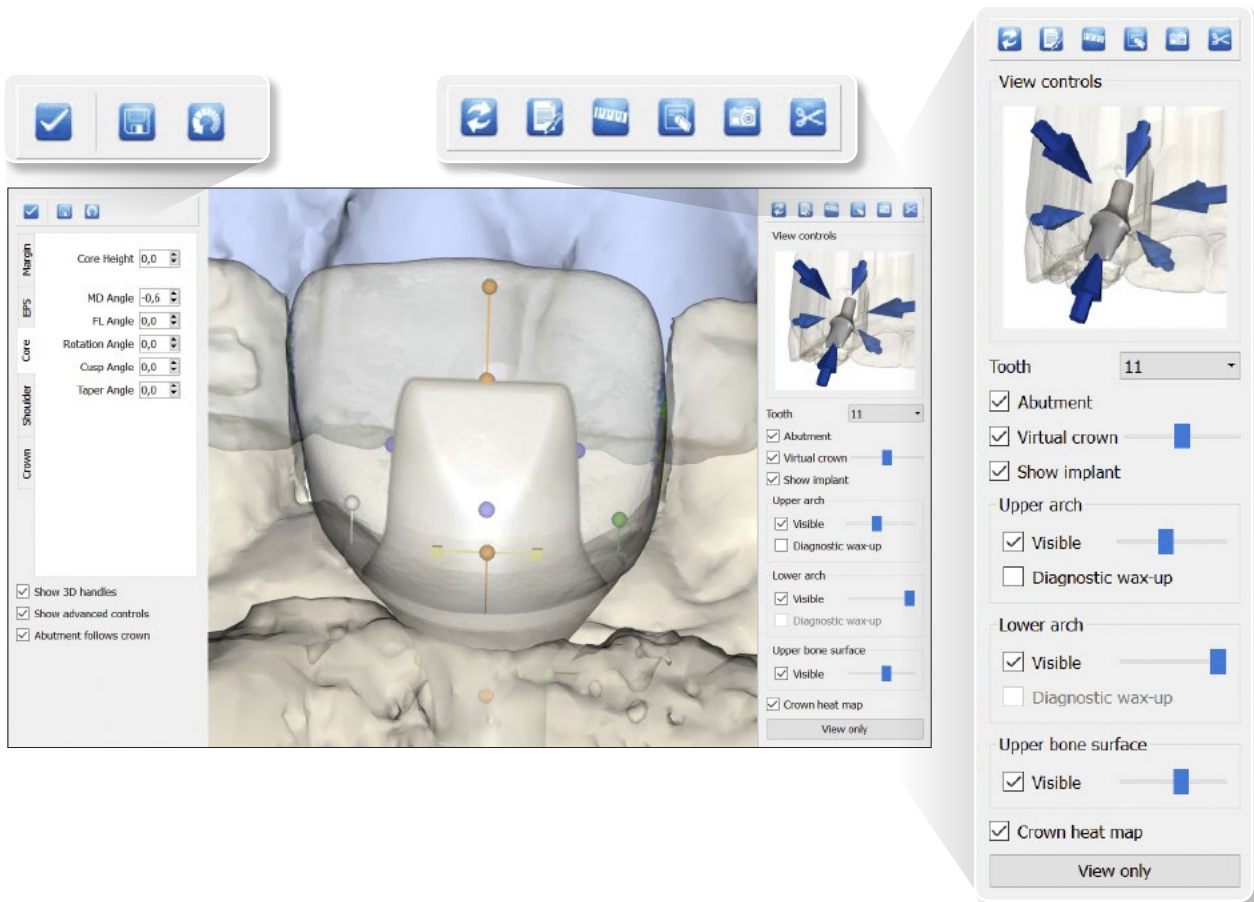 Margin
EPS
Core
Shoulder
Crown
Core Height 0,0
MD Angle -0,6
FL Angle 0,0
Rotation Angle 0,0
Cusp Angle 0,0
Taper Angle 0,0
Show 3D handles
Show advanced controls
Abutment follows crown
View controls
Tooth 11
Abutment
Virtual crown
Show implant
Upper arch
Visible
Diagnostic wax-up
Lower arch
Visible
Diagnostic wax-up
Upper bone surface
Visible
Crown heat map
View only
View controls
Tooth 11
Abutment
Virtual crown
Show implant
Upper arch
Visible
Diagnostic wax-up
Lower arch
Visible
Diagnostic wax-up
Upper bone surface
Visible
Crown heat map
View only